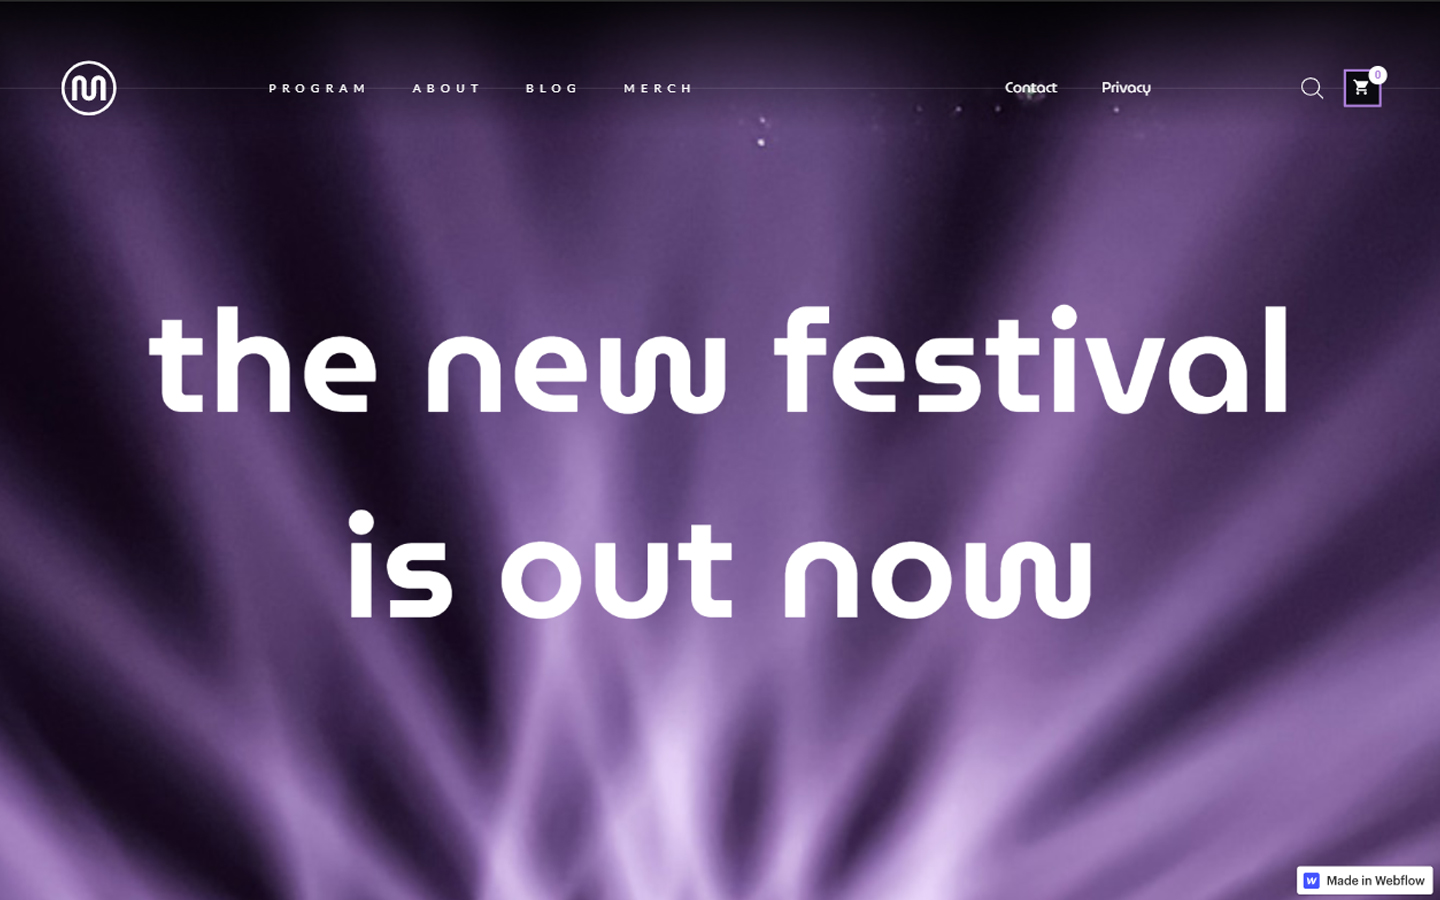 M
PROGRAM ABOUT BLOG MERCH Contact Privacy 0
the new festival
is out now
Made in Webflow